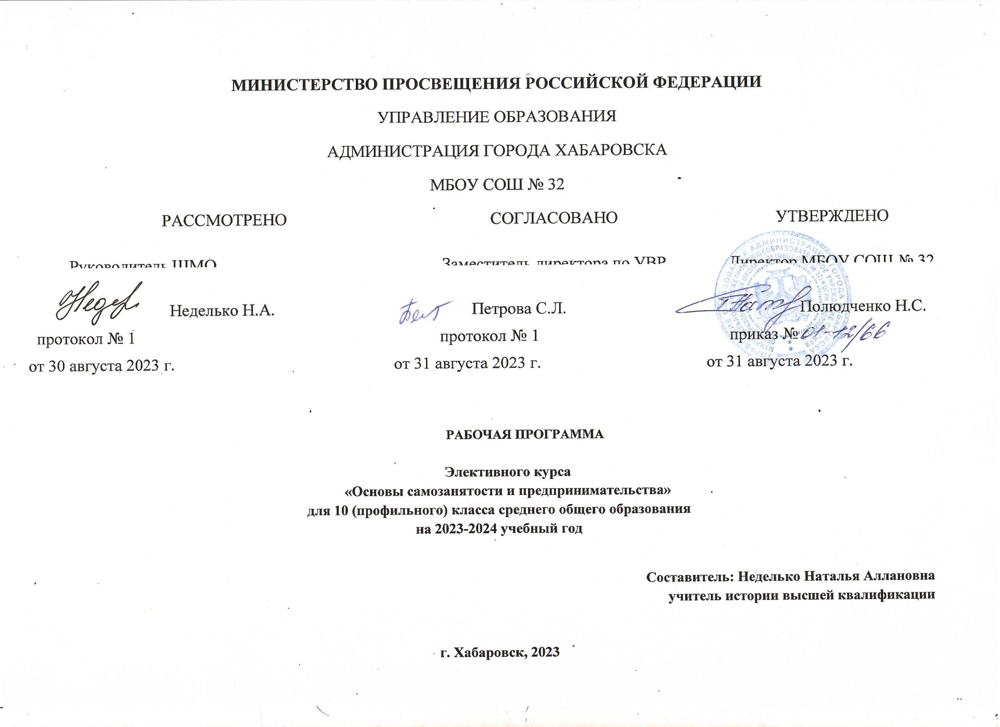 МИНИСТЕРСТВО ПРОСВЕЩЕНИЯ РОССИЙСКОЙ ФЕДЕРАЦИИ
УПРАВЛЕНИЕ ОБРАЗОВАНИЯ
АДМИНИСТРАЦИЯ ГОРОДА ХАБАРОВСКА
МБОУ СОШ № 32
РАССМОТРЕНО
Руководитель ШМО
Неделько Н.А.
протокол № 1
от 30 августа 2023 г.
СОГЛАСОВАНО
Заместитель директора по УВР
Петрова С.Л.
протокол № 1
от 31 августа 2023 г.
УТВЕРЖДЕНО
Директор МБОУ СОШ № 32
Полюдченко Н.С.
приказ № 01-12/66
от 31 августа 2023 г.
РАБОЧАЯ ПРОГРАММА
Элективного курса
«Основы самозанятости и предпринимательства»
для 10 (профильного) класса среднего общего образования
на 2023-2024 учебный год
Составитель: Неделько Наталья Аллановна
учитель истории высшей квалификации
г. Хабаровск, 2023